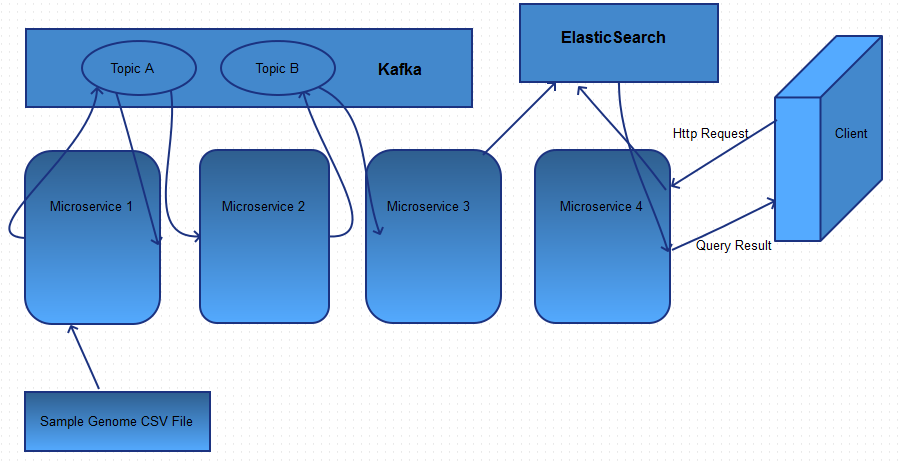 ElasticSearch
Topic A
Topic B
Kafka
Http Request
Client
Microservice 1
Microservice 2
Microservice 3
Microservice 4
Query Result
Sample Genome CSV File